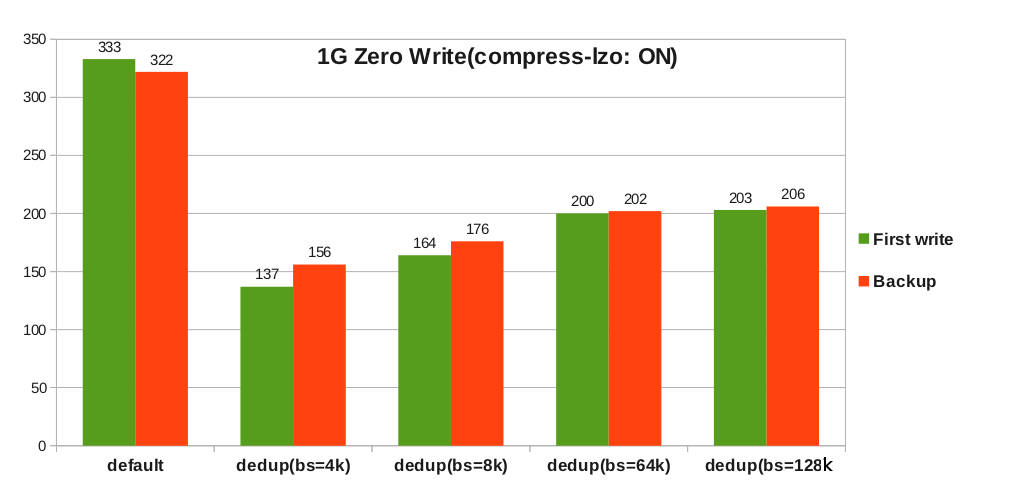 1G Zero Write(compress-lzo: ON)
350
300
250
200
150
100
50
0
333
322
137
156
164
176
200
202
203
206
default
dedup(bs=4k)
dedup(bs=8k)
dedup(bs=64k)
dedup(bs=128k
First write
Backup